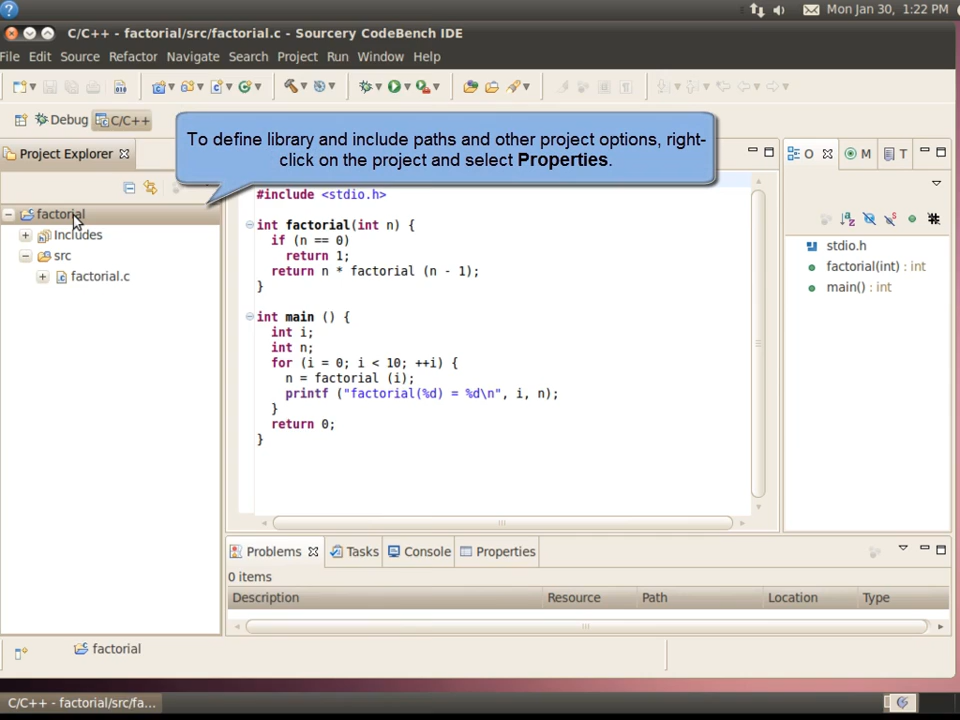 Mon Jan 30, 1:22 PM
C/C++ - factorial/src/factorial.c - Sourcery CodeBench IDE
File Edit Source Refactor Navigate Search Project Run Window Help
Debug C/C++
To define library and include paths and other project options, right-
click on the project and select Properties.
Project Explorer
O M T
factorial
Includes
src
factorial.c
#include <stdio.h>
int factorial(int n) {
if (n == 0)
return 1;
return n * factorial (n - 1);
}
int main () {
int i;
int n;
for (i = 0; i < 10; ++i) {
n = factorial (i);
printf ("factorial(%d) = %d\n", i, n);
}
return 0;
}
stdio.h
factorial(int) : int
main() : int
Problems Tasks Console Properties
0 items
Description Resource Path Location Type
factorial
C/C++ - factorial/src/fa...